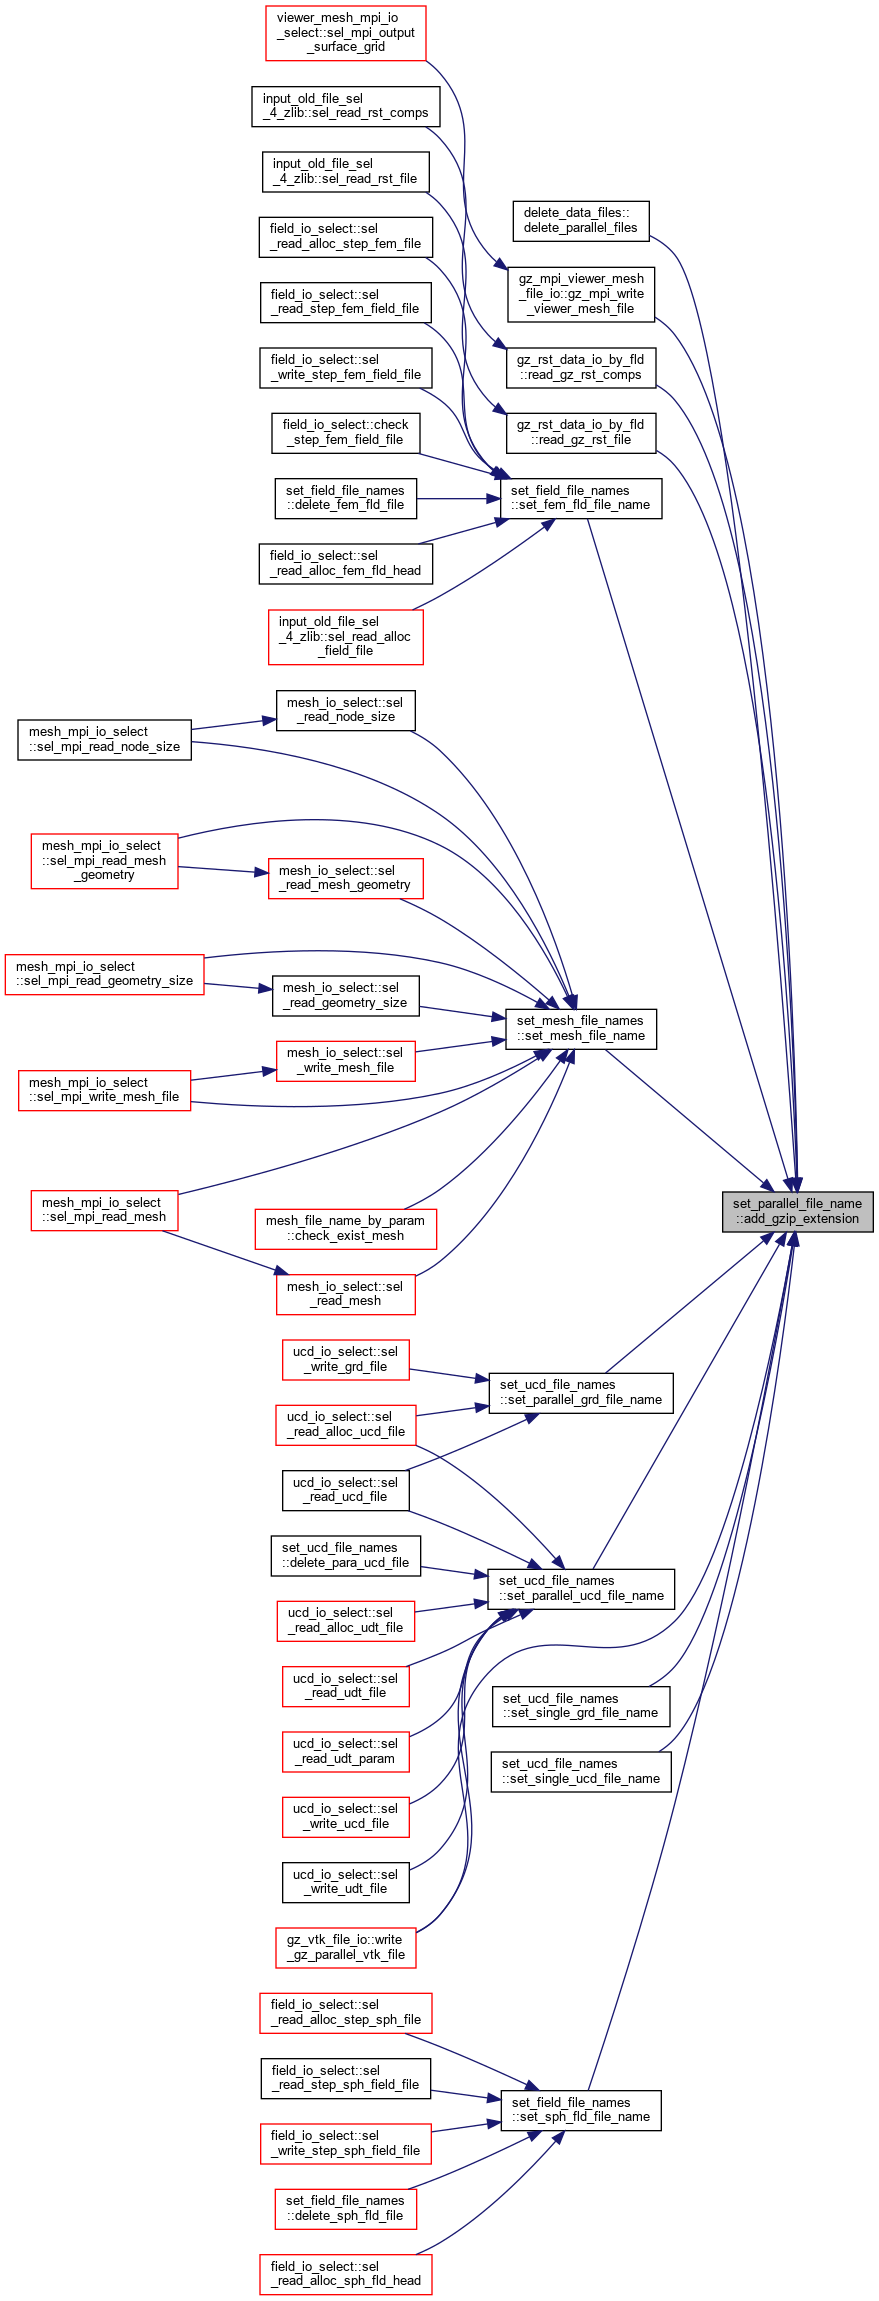 viewer_mesh_mpi_io
_select::sel_mpi_output
_surface_grid
input_old_file_sel
_4_zlib::sel_read_rst_comps
input_old_file_sel
_4_zlib::sel_read_rst_file
delete_data_files::
delete_parallel_files
field_io_select::sel
_read_alloc_step_fem_file
gz_mpi_viewer_mesh
_file_io::gz_mpi_write
_viewer_mesh_file
field_io_select::sel
_read_step_fem_field_file
gz_rst_data_io_by_fld
::read_gz_rst_comps
field_io_select::sel
_write_step_fem_field_file
gz_rst_data_io_by_fld
::read_gz_rst_file
field_io_select::check
_step_fem_field_file
set_field_file_names
::set_fem_fld_file_name
set_field_file_names
::delete_fem_fld_file
field_io_select::sel
_read_alloc_fem_fld_head
input_old_file_sel
_4_zlib::sel_read_alloc
_field_file
mesh_io_select::sel
_read_node_size
mesh_mpi_io_select
::sel_mpi_read_node_size
mesh_mpi_io_select
::sel_mpi_read_mesh
_geometry
mesh_io_select::sel
_read_mesh_geometry
mesh_mpi_io_select
::sel_mpi_read_geometry_size
mesh_io_select::sel
_read_geometry_size
set_mesh_file_names
::set_mesh_file_name
mesh_io_select::sel
_write_mesh_file
mesh_mpi_io_select
::sel_mpi_write_mesh_file
mesh_mpi_io_select
::sel_mpi_read_mesh
mesh_file_name_by_param
::check_exist_mesh
set_parallel_file_name
::add_gzip_extension
mesh_io_select::sel
_read_mesh
ucd_io_select::sel
_write_grd_file
set_ucd_file_names
::set_parallel_grd_file_name
ucd_io_select::sel
_read_alloc_ucd_file
ucd_io_select::sel
_read_ucd_file
set_ucd_file_names
::delete_para_ucd_file
set_ucd_file_names
::set_parallel_ucd_file_name
ucd_io_select::sel
_read_alloc_udt_file
ucd_io_select::sel
_read_udt_file
set_ucd_file_names
::set_single_grd_file_name
ucd_io_select::sel
_read_udt_param
set_ucd_file_names
::set_single_ucd_file_name
ucd_io_select::sel
_write_ucd_file
ucd_io_select::sel
_write_udt_file
gz_vtk_file_io::write
_gz_parallel_vtk_file
field_io_select::sel
_read_alloc_step_sph_file
field_io_select::sel
_read_step_sph_field_file
set_field_file_names
::set_sph_fld_file_name
field_io_select::sel
_write_step_sph_field_file
set_field_file_names
::delete_sph_fld_file
field_io_select::sel
_read_alloc_sph_fld_head